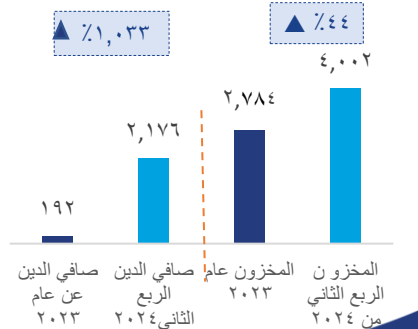 ▲ ٪٤٤
▲ ٪١,٠٣٣
٤,٠٠٢
٢,٧٨٤
٢,١٧٦
١٩٢
المخزو ن
الربع الثاني
من ٢٠٢٤
المخزون عام
٢٠٢٣
صافي الدين
الربع
الثاني٢٠٢٤
صافي الدين
عن عام
٢٠٢٣